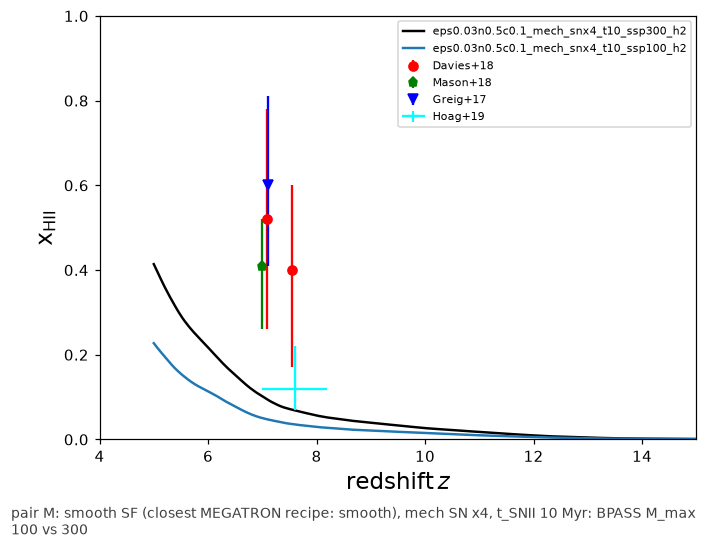 1.0
0.8
0.6
0.4
0.2
0.0
xHII
4
6
8
10
12
14
redshift z
eps0.03n0.5c0.1_mech_snx4_t10_ssp300_h2
eps0.03n0.5c0.1_mech_snx4_t10_ssp100_h2
Davies+18
Mason+18
Greig+17
Hoag+19
pair M: smooth SF (closest MEGATRON recipe: smooth), mech SN x4, t_SNII 10 Myr: BPASS M_max
100 vs 300